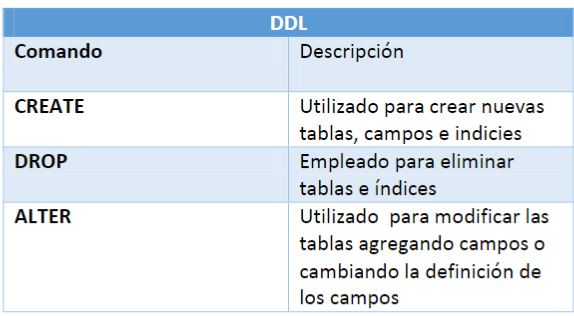 DDL
Comando
Descripción
CREATE
Utilizado para crear nuevas
tablas, campos e indicies
DROP
Empleado para eliminar
tablas e índices
ALTER
Utilizado  para modificar las
tablas agregando campos o
cambiando la definición de
los campos